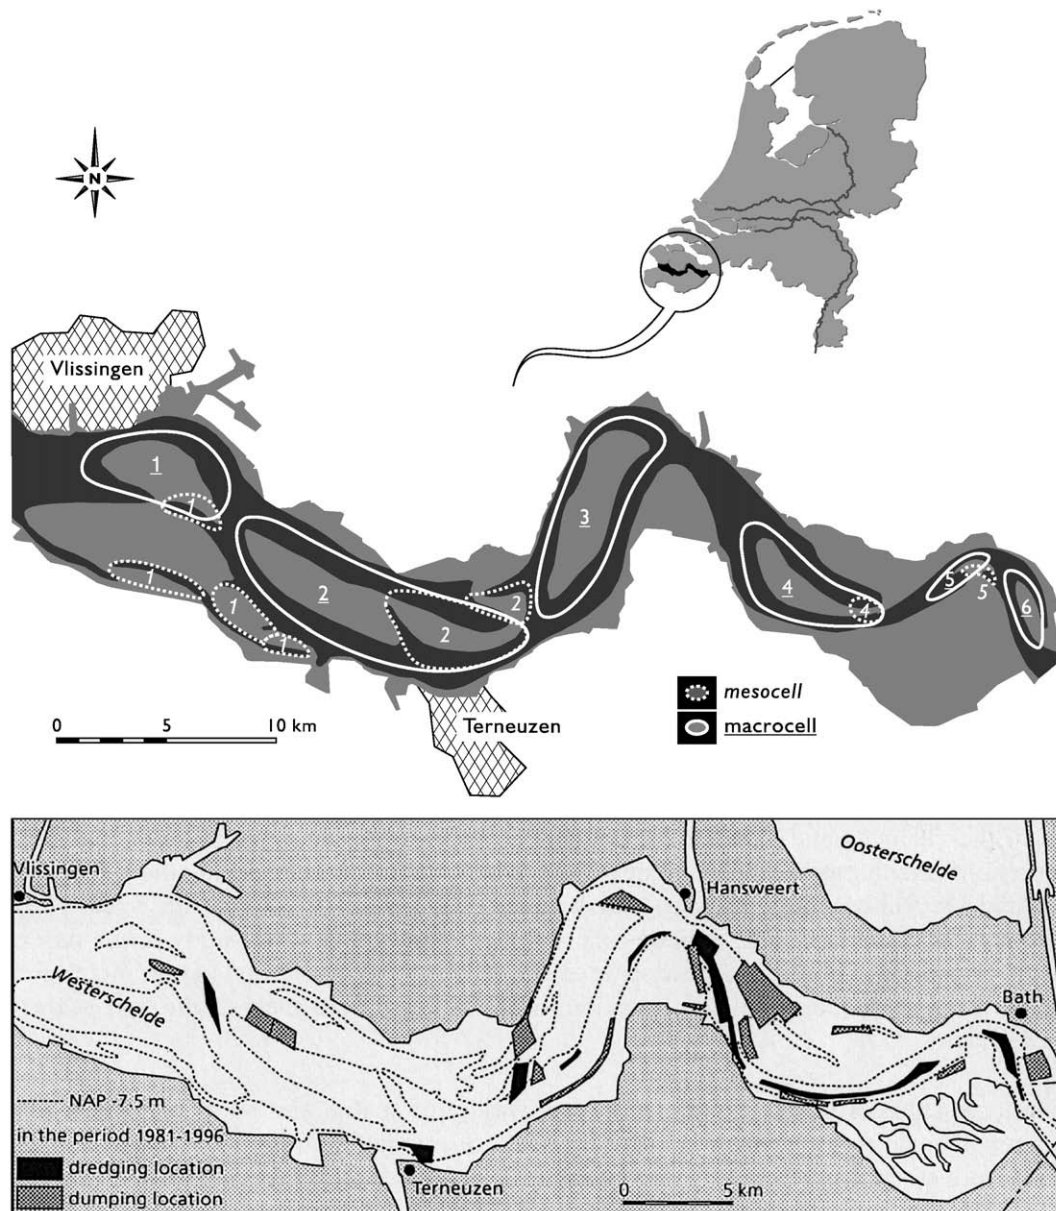 N
Vlissingen
1
1
1
1
1
2
2
2
3
4
4
5
5
6
0 5 10 km
Terneuzen
mesocell
macrocell
Vlissingen
Hansweert
Oosterschelde
Westerschelde
Bath
NAP -7.5 m
in the period 1981-1996
dredging location
dumping location
Terneuzen
0 5 km